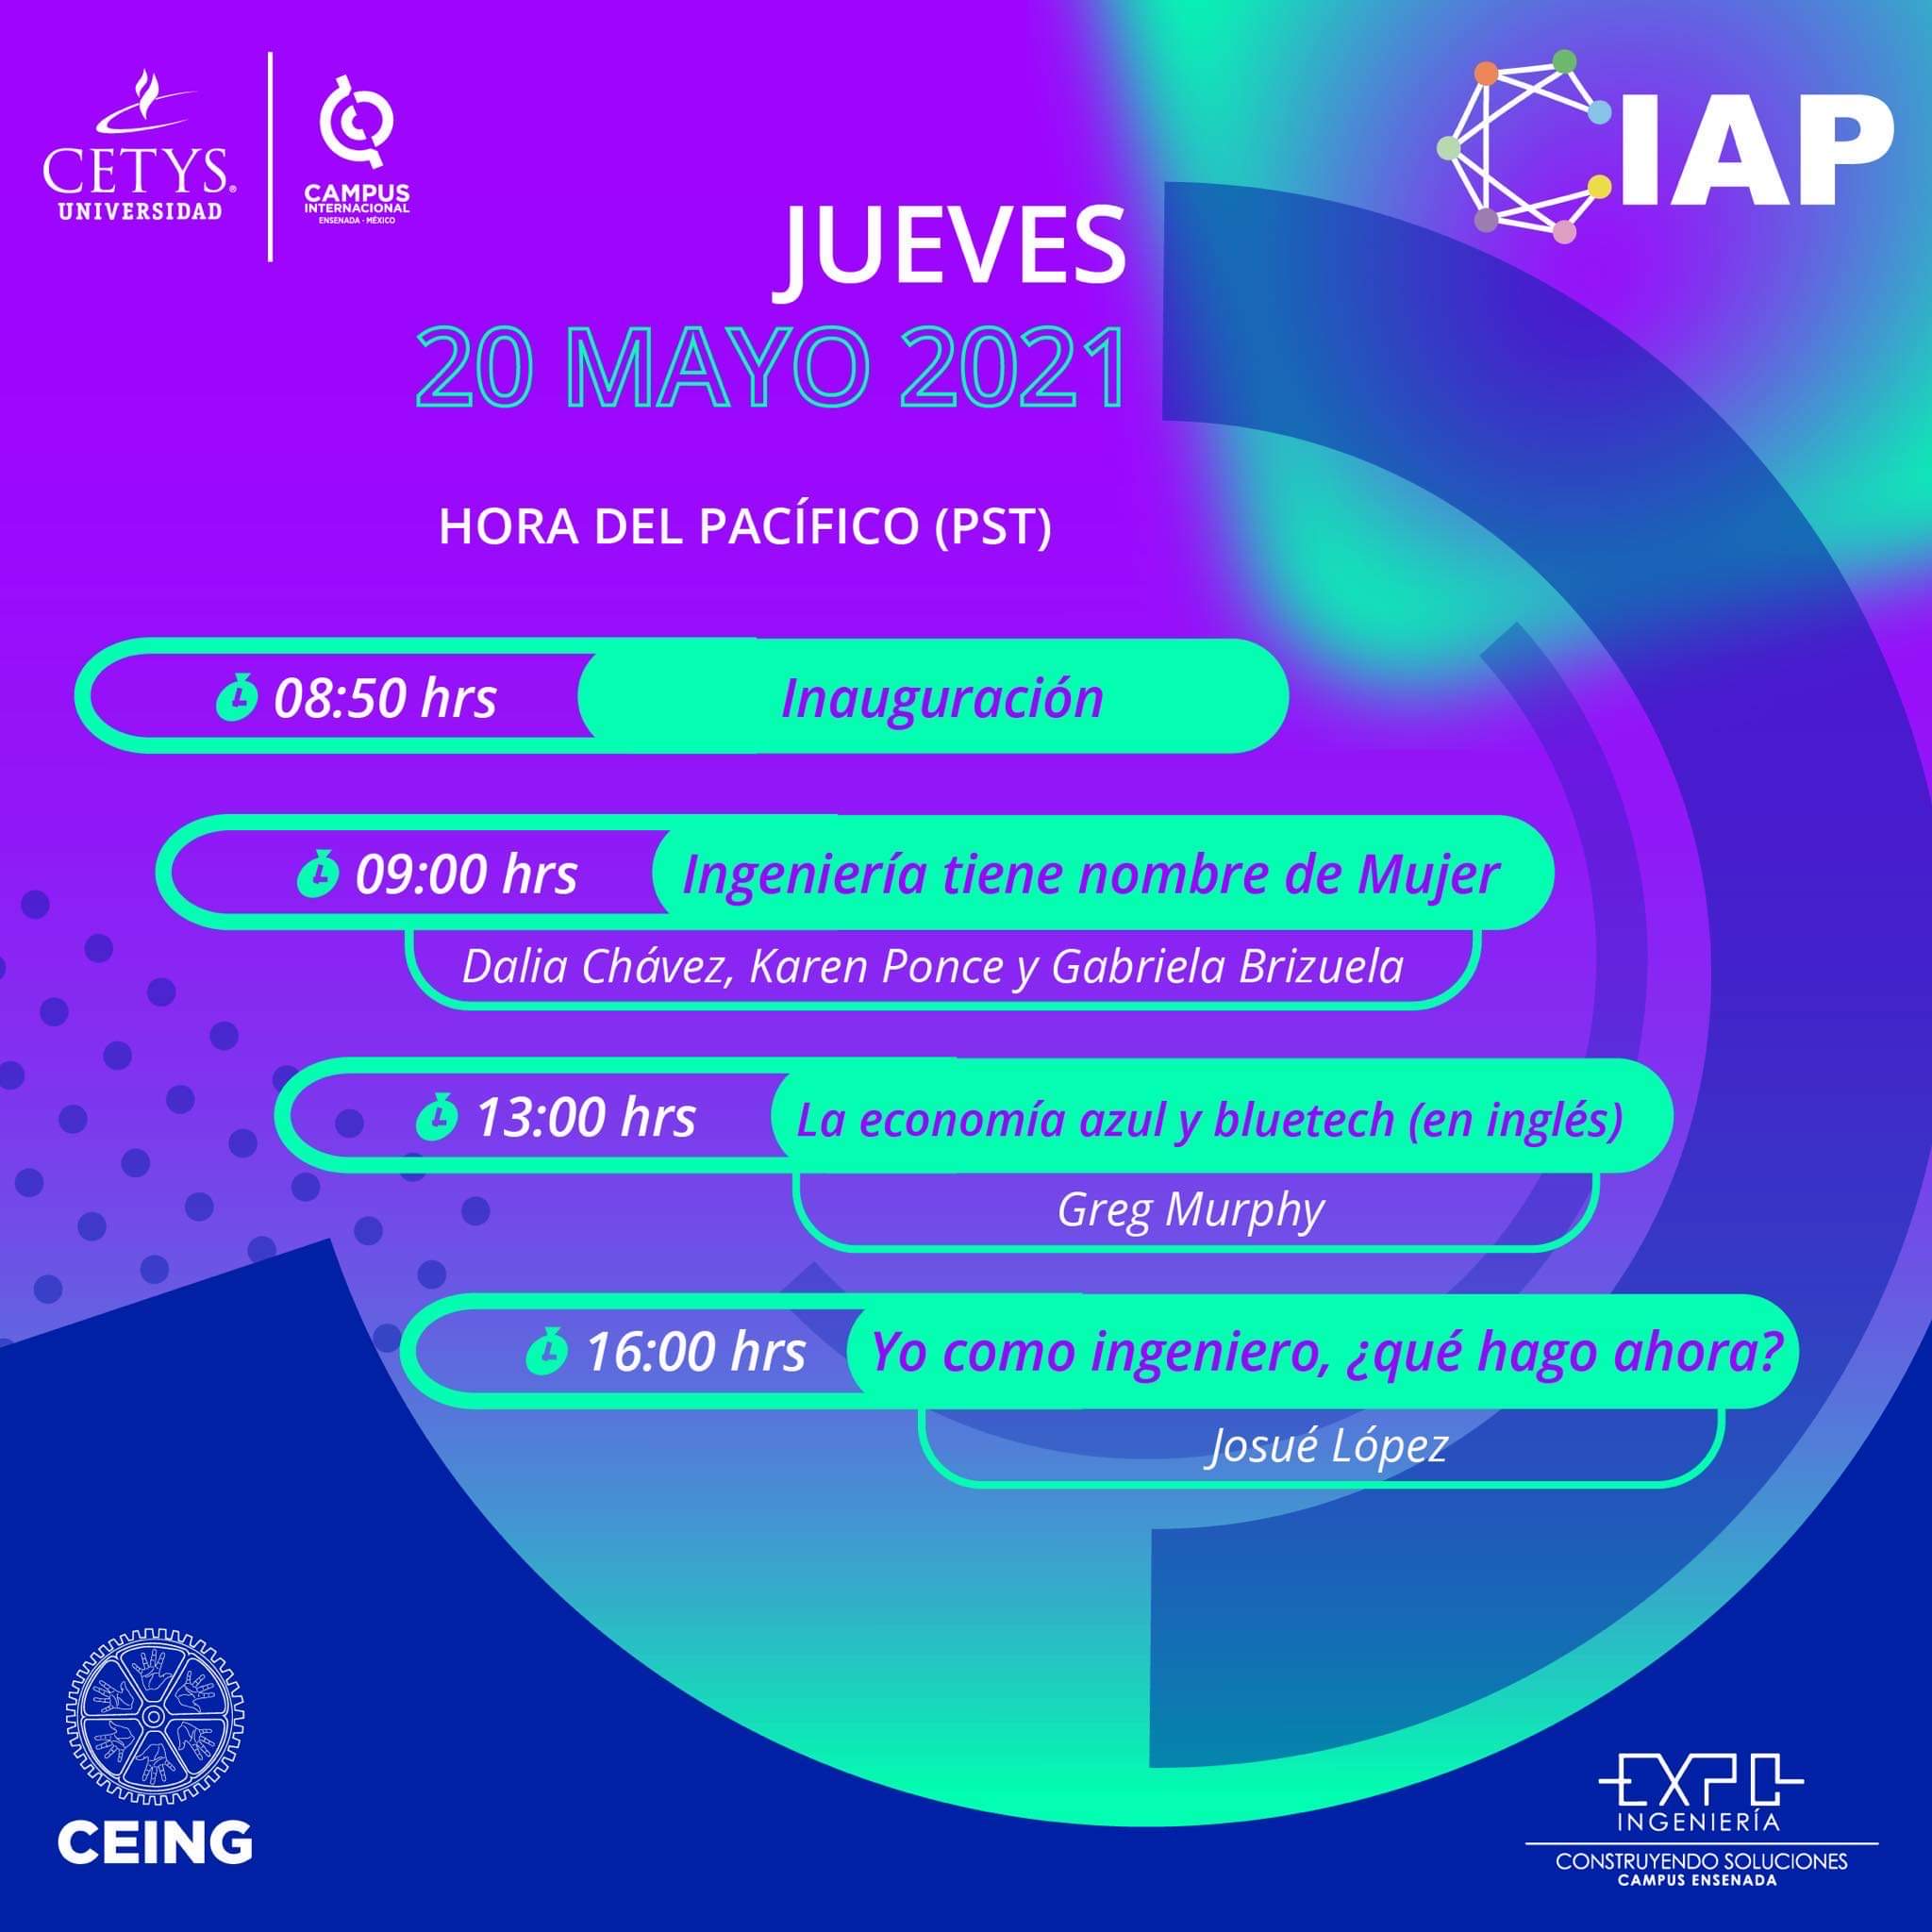 CETYS
UNIVERSIDAD
CAMPUS
INTERNACIONAL
ENSENADA - MÉXICO
CIAP
JUEVES
20 MAYO 2021
HORA DEL PACÍFICO (PST)
08:50 hrs Inauguración
09:00 hrs Ingeniería tiene nombre de Mujer
Dalia Chávez, Karen Ponce y Gabriela Brizuela
13:00 hrs La economía azul y bluetech (en inglés)
Greg Murphy
16:00 hrs Yo como ingeniero, ¿qué hago ahora?
Josué López
CEING
EXPO
INGENIERÍA
CONSTRUYENDO SOLUCIONES
CAMPUS ENSENADA